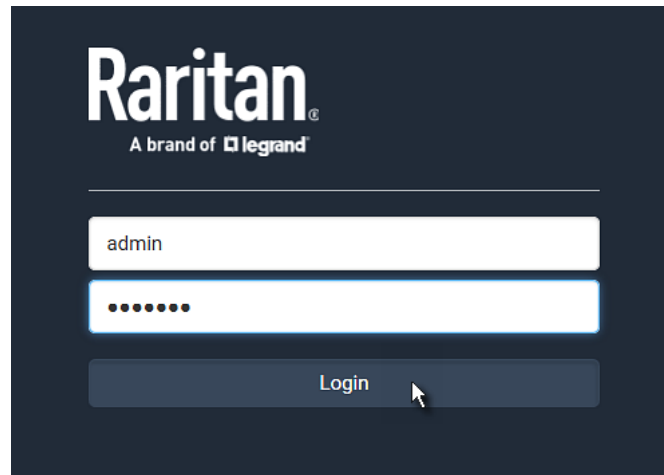 Raritan®
A brand of legrand®
admin
•••••••
Login